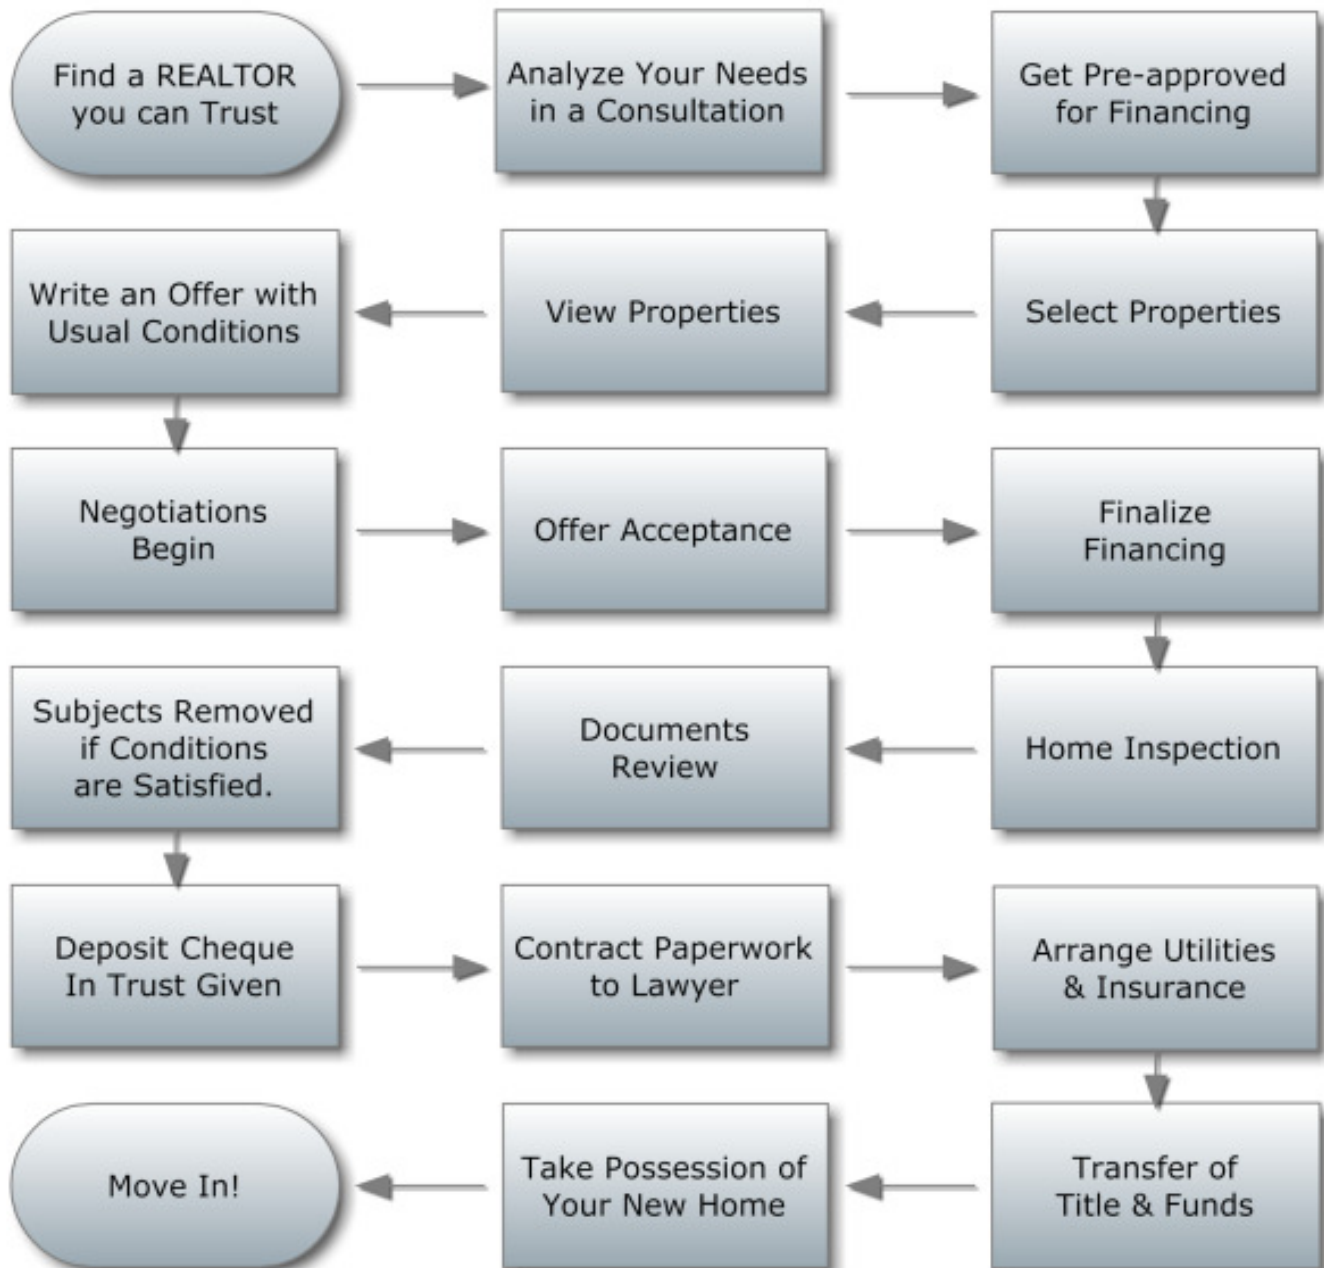 Find a REALTOR
you can Trust
Analyze Your Needs
in a Consultation
Get Pre-approved
for Financing
Select Properties
View Properties
Write an Offer with
Usual Conditions
Negotiations
Begin
Offer Acceptance
Finalize
Financing
Home Inspection
Documents
Review
Subjects Removed
if Conditions
are Satisfied.
Deposit Cheque
In Trust Given
Contract Paperwork
to Lawyer
Arrange Utilities
& Insurance
Transfer of
Title & Funds
Take Possession of
Your New Home
Move In!